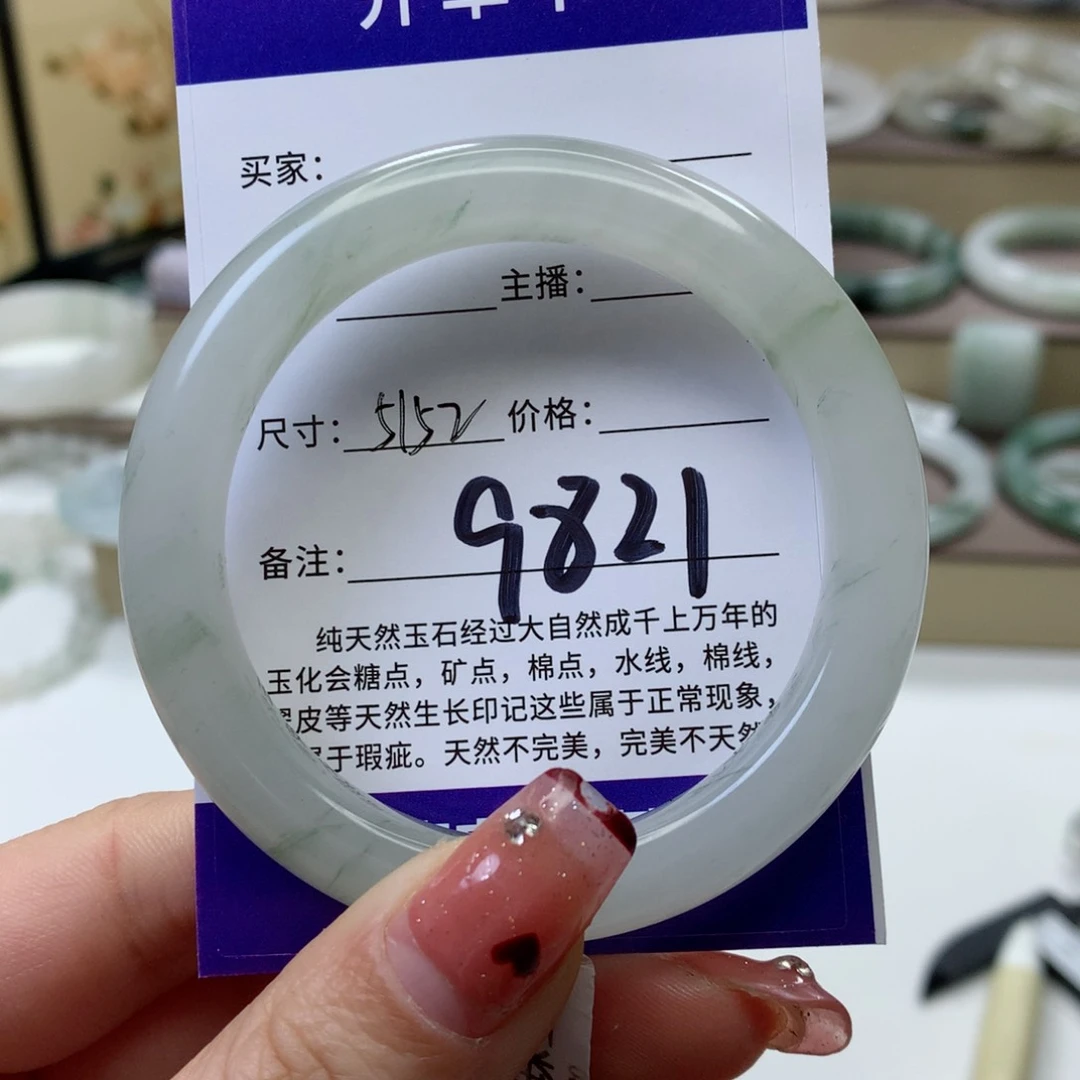 买家：
主播：
尺寸：5152 价格：
9821
备注：
纯天然玉石经过大自然成千上万年的
玉化会糖点，矿点，棉点，水线，棉线，
皮等天然生长印记这些属于正常现象，
于瑕疵。天然不完美，完美不天然